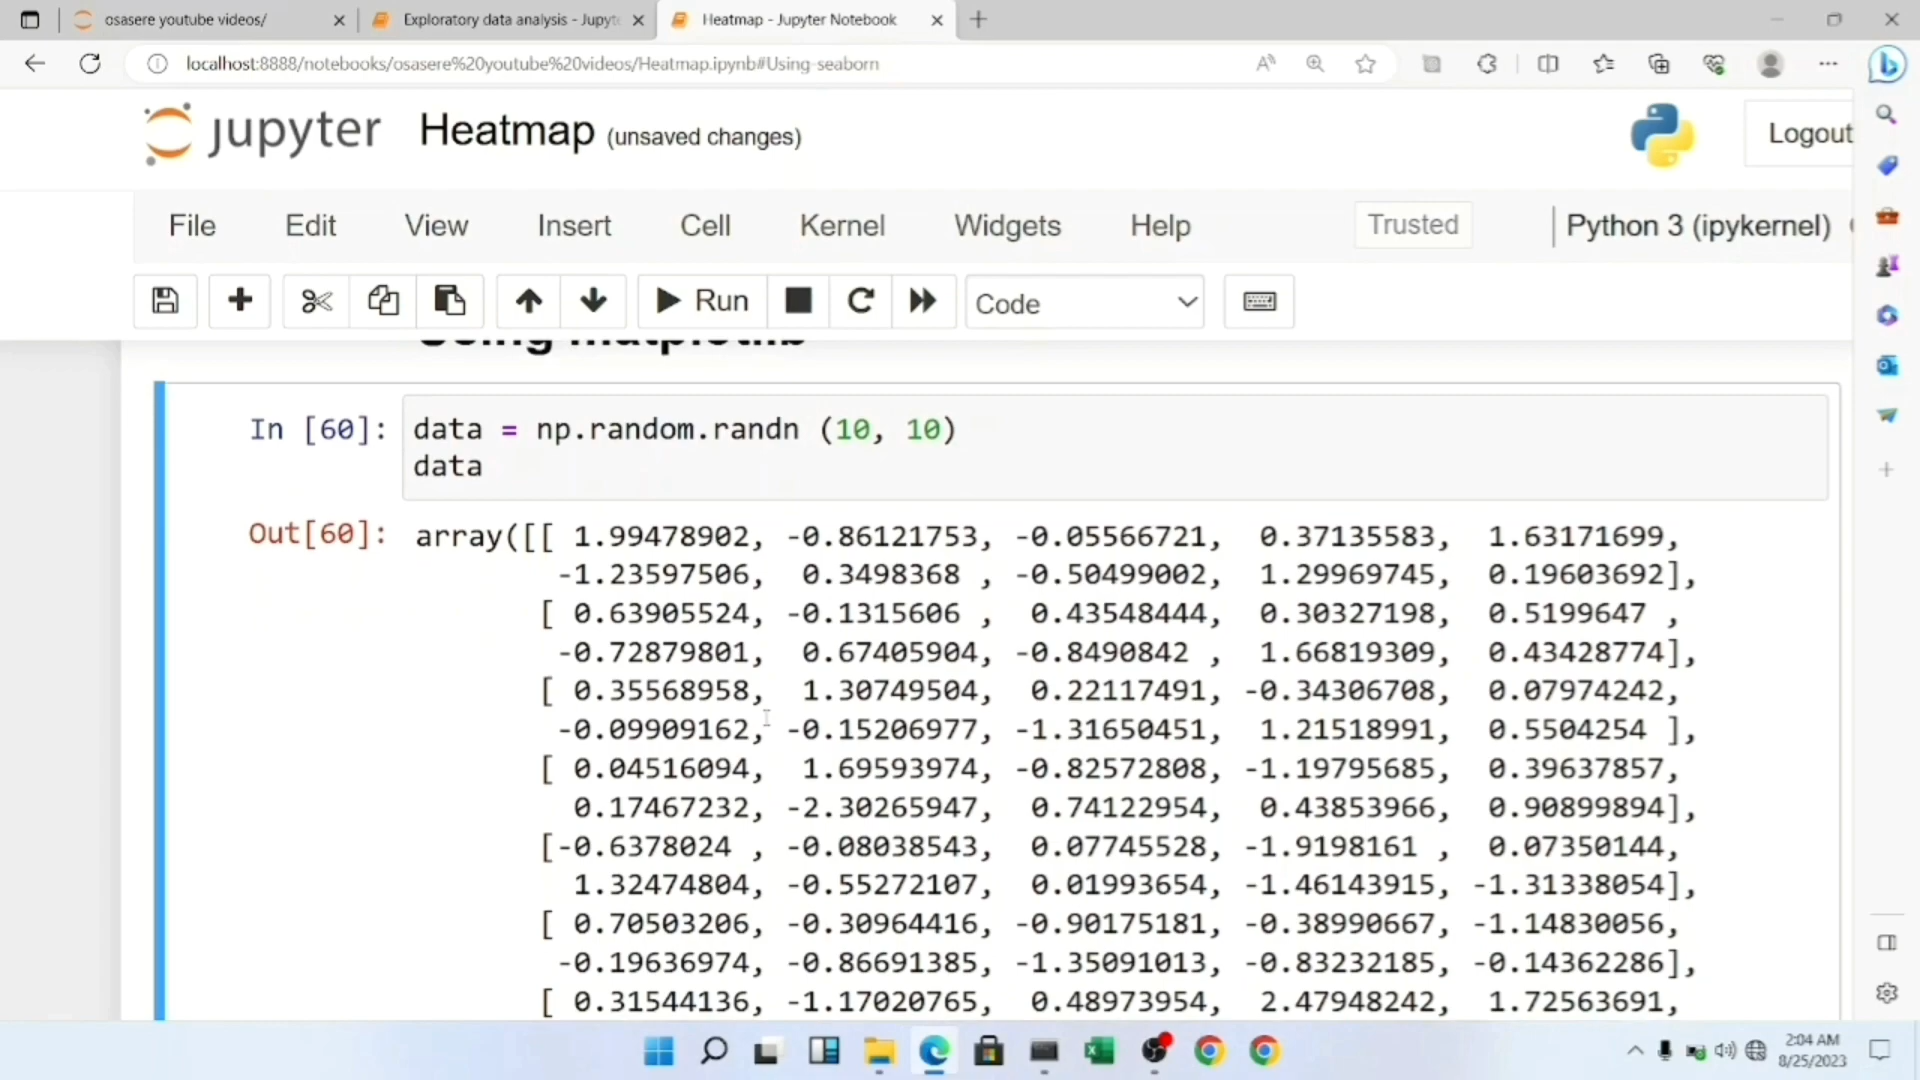 osasere youtube videos/
Exploratory data analysis - Jupyt
Heatmap - Jupyter Notebook
localhost:8888/notebooks/osasere%20youtube%20videos/Heatmap.ipynb#Using-seaborn
jupyter Heatmap (unsaved changes)
Logout
File Edit View Insert Cell Kernel Widgets Help Trusted Python 3 (ipykernel)
Run Code
Using matplotlib
In [60]: data = np.random.randn (10, 10)
data
Out[60]: array([[ 1.99478902, -0.86121753, -0.05566721, 0.37135583, 1.63171699,
-1.23597506, 0.3498368 , -0.50499002, 1.29969745, 0.19603692],
[ 0.63905524, -0.1315606 , 0.43548444, 0.30327198, 0.5199647 ,
-0.72879801, 0.67405904, -0.8490842 , 1.66819309, 0.43428774],
[ 0.35568958, 1.30749504, 0.22117491, -0.34306708, 0.07974242,
-0.09909162, -0.15206977, -1.31650451, 1.21518991, 0.5504254 ],
[ 0.04516094, 1.69593974, -0.82572808, -1.19795685, 0.39637857,
0.17467232, -2.30265947, 0.74122954, 0.43853966, 0.90899894],
[-0.6378024 , -0.08038543, 0.07745528, -1.9198161 , 0.07350144,
1.32474804, -0.55272107, 0.01993654, -1.46143915, -1.31338054],
[ 0.70503206, -0.30964416, -0.90175181, -0.38990667, -1.14830056,
-0.19636974, -0.86691385, -1.35091013, -0.83232185, -0.14362286],
[ 0.31544136, -1.17020765, 0.48973954, 2.47948242, 1.72563691,
2:04 AM
8/25/2023